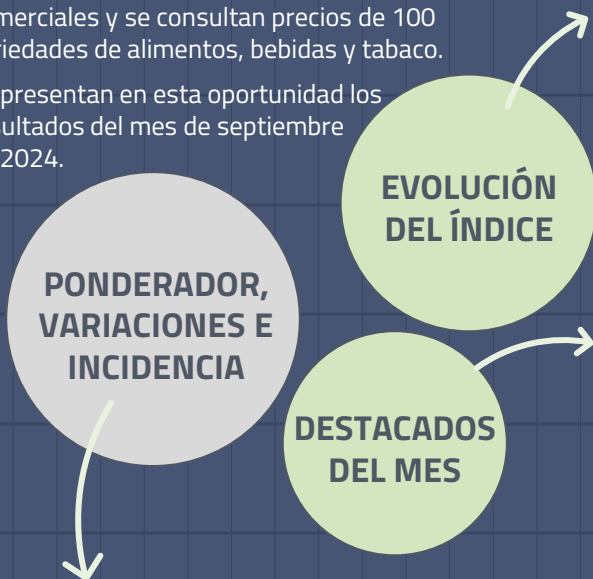 merciales y se consultan precios de 100
riedades de alimentos, bebidas y tabaco.
presentan en esta oportunidad los
sultados del mes de septiembre
2024.
EVOLUCIÓN
DEL ÍNDICE
PONDERADOR,
VARIACIONES E
INCIDENCIA
DESTACADOS
DEL MES